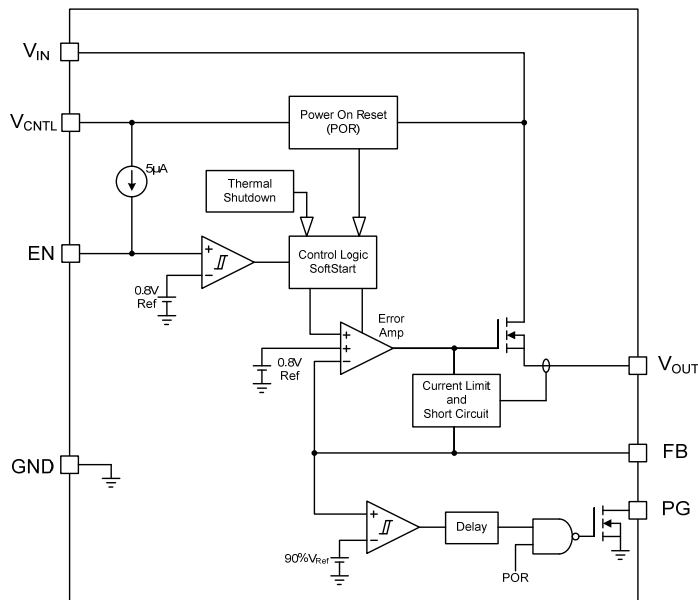 VIN
VCNTL
Power On Reset
(POR)
5µA
Thermal
Shutdown
EN
+
−
Control Logic
SoftStart
0.8V
Ref
Error
Amp
+
+
−
0.8V
Ref
VOUT
Current Limit
and
Short Circuit
FB
GND
PG
+
−
Delay
90%VRef
POR